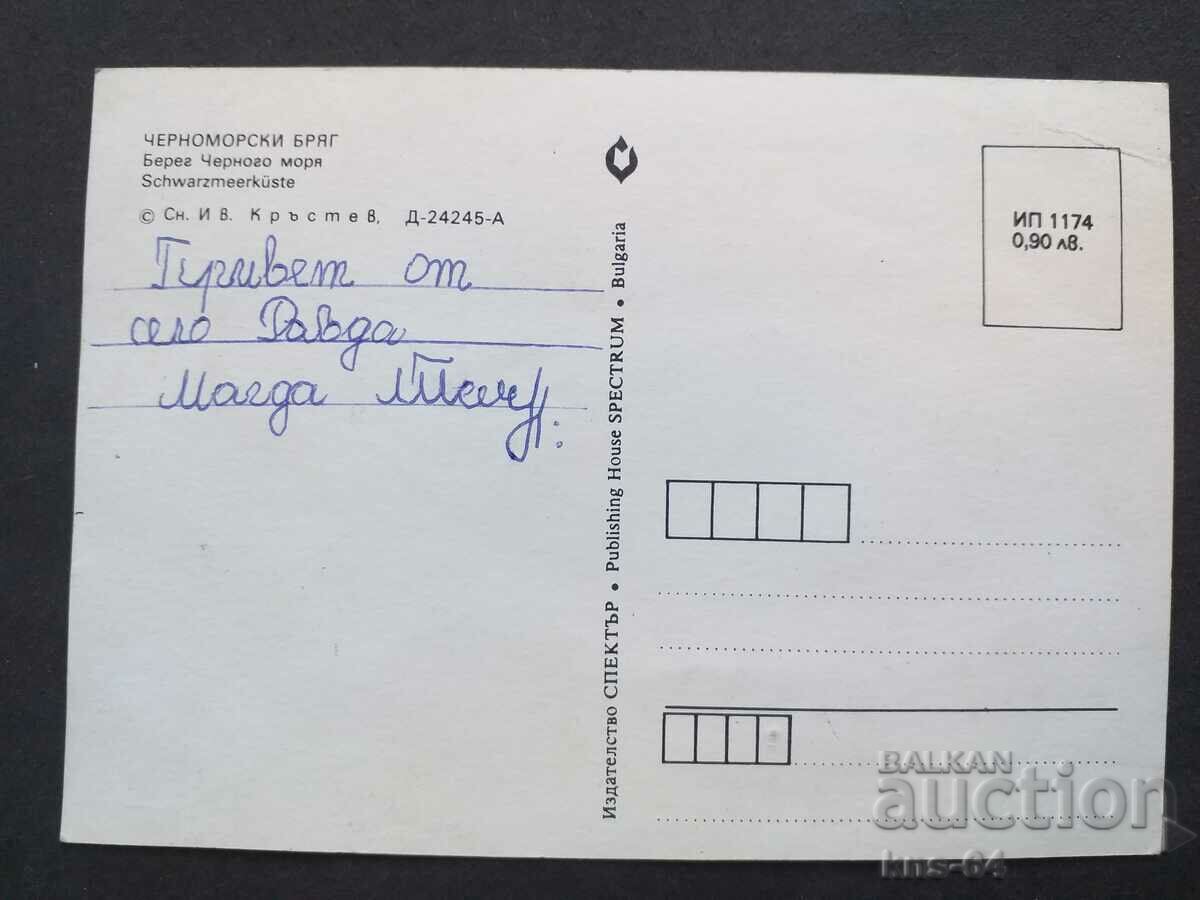 ЧЕРНОМОРСКИ БРЯГ
Берег Черного моря
Schwarzmeerküste
© Сн. Ив. Кръстев, Д-24245-А
Привет от
село Равда
Магда
ИП 1174
0,90 лв.
Издателство СПЕКТЪР • Publishing House SPECTRUM • Bulgaria
BALKAN
auction
kns-64